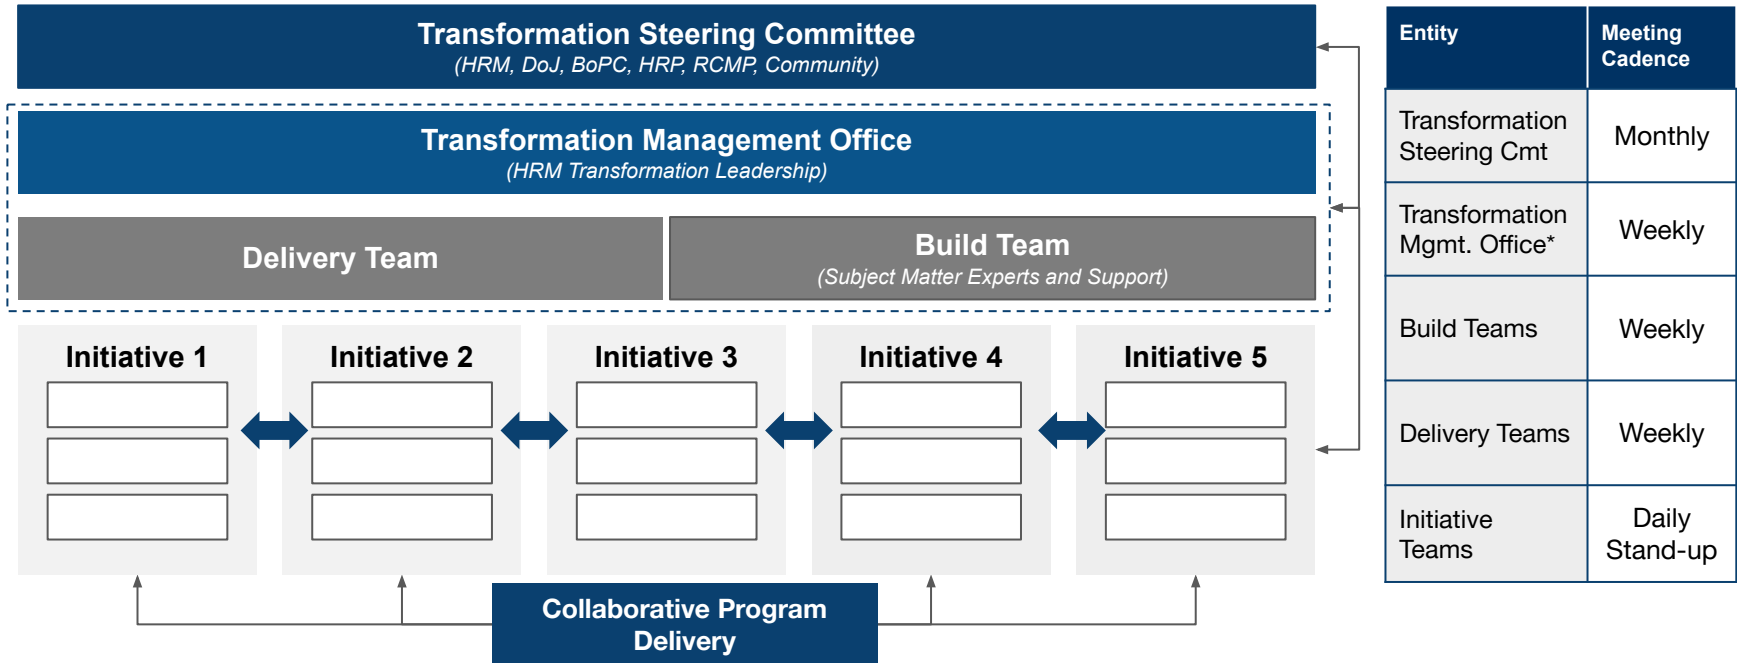 Transformation Steering Committee
(HRM, DoJ, BoPC, HRP, RCMP, Community)
Transformation Management Office
(HRM Transformation Leadership)
Delivery Team
Build Team
(Subject Matter Experts and Support)
Initiative 1
Initiative 2
Initiative 3
Initiative 4
Initiative 5
Collaborative Program
Delivery
Entity
Meeting
Cadence
Transformation
Steering Cmt
Monthly
Transformation
Mgmt. Office*
Weekly
Build Teams
Weekly
Delivery Teams
Weekly
Initiative
Teams
Daily
Stand-up